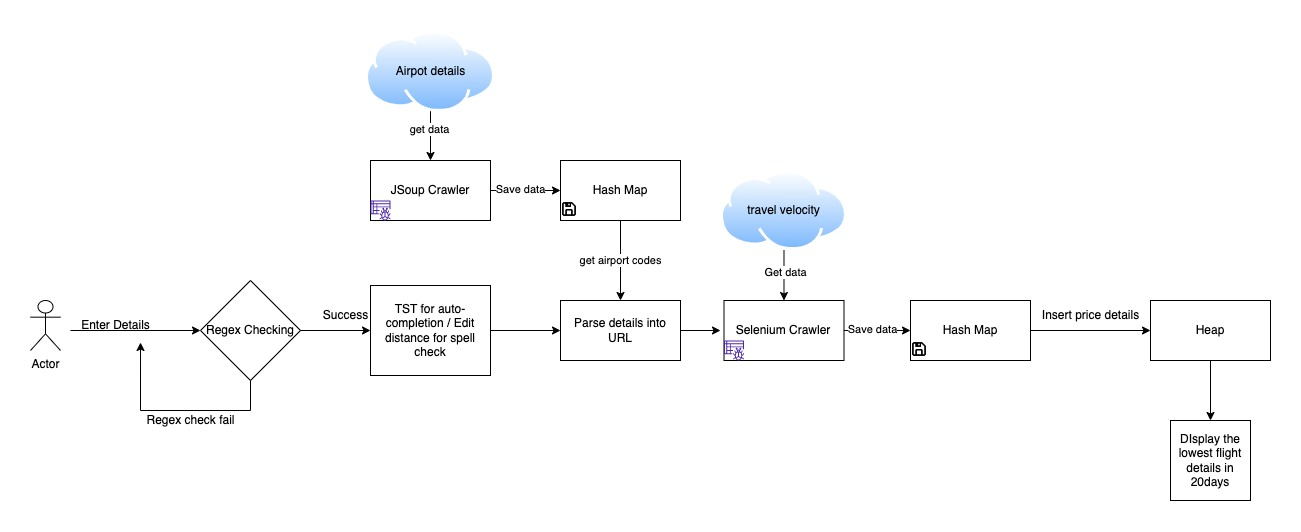 Airpot details
get data
JSoup Crawler
Save data
Hash Map
travel velocity
get airport codes
Get data
Actor
Enter Details
Regex Checking
Regex check fail
Success
TST for auto-
completion / Edit
distance for spell
check
Parse details into
URL
Selenium Crawler
Save data
Hash Map
Insert price details
Heap
DIsplay the
lowest flight
details in
20days